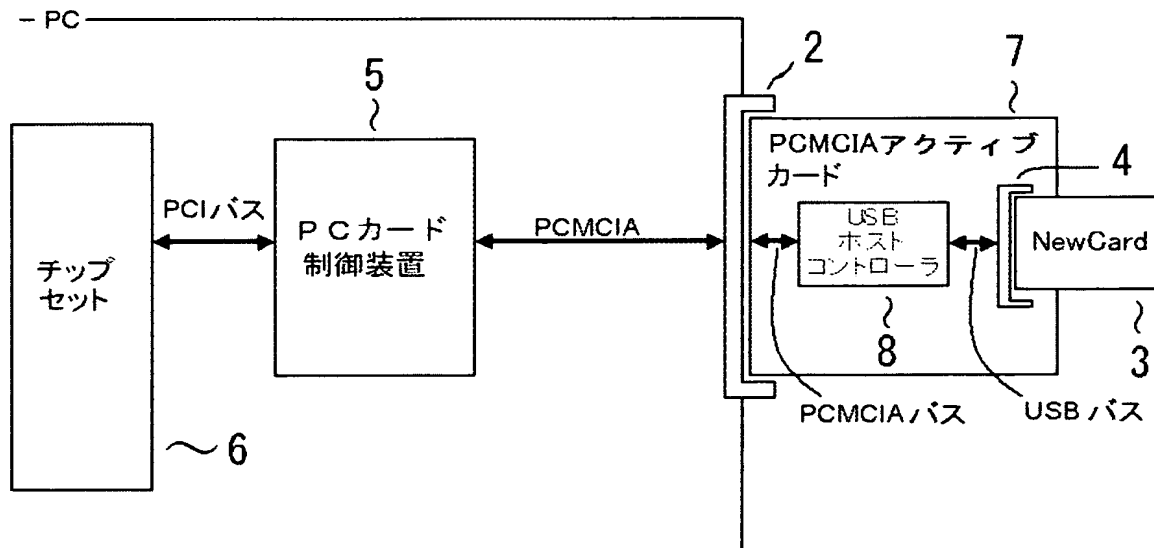 PC
2
7
5
PCMCIAアクティブ
カード
4
PCIバス
PCカード
制御装置
PCMCIA
USB
ホスト
コントローラ
NewCard
チップ
セット
8
3
PCMCIAバス
USBバス
6